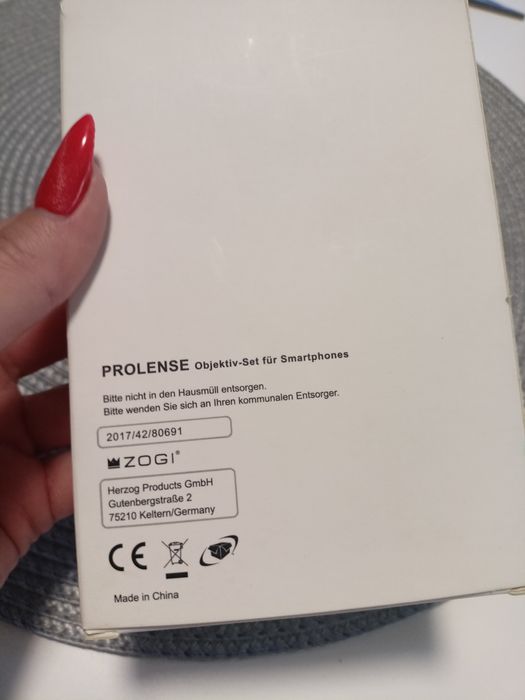 PROLENSE Objektiv-Set für Smartphones
Bitte nicht in den Hausmüll entsorgen.
Bitte wenden Sie sich an Ihren kommunalen Entsorger.
2017/42/80691
ZOGI®
Herzog Products GmbH
Gutenbergstraße 2
75210 Keltern/Germany
CE
Made in China